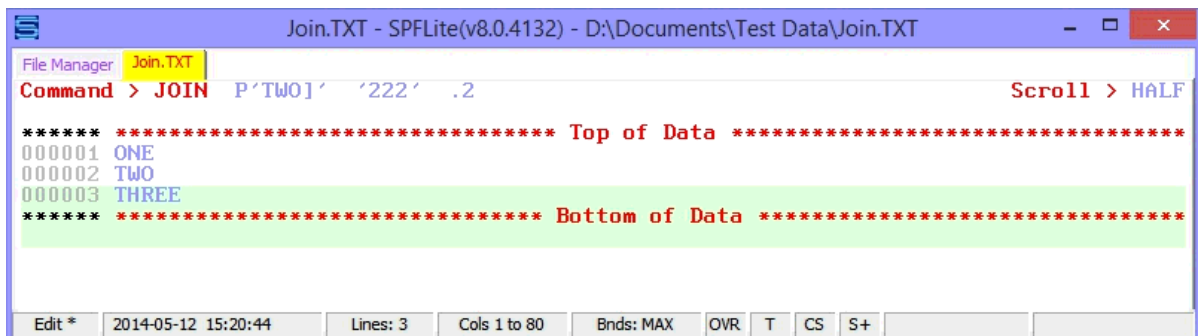 Join.TXT - SPFLite(v8.0.4132) - D:\Documents\Test Data\Join.TXT
File Manager Join.TXT
Command > JOIN P'TWO]' '222' .2 Scroll > HALF
****** ********************************* Top of Data **********************************
000001 ONE
000002 TWO
000003 THREE
****** ******************************** Bottom of Data ********************************
Edit * 2014-05-12 15:20:44 Lines: 3 Cols 1 to 80 Bnds: MAX OVR T CS S+